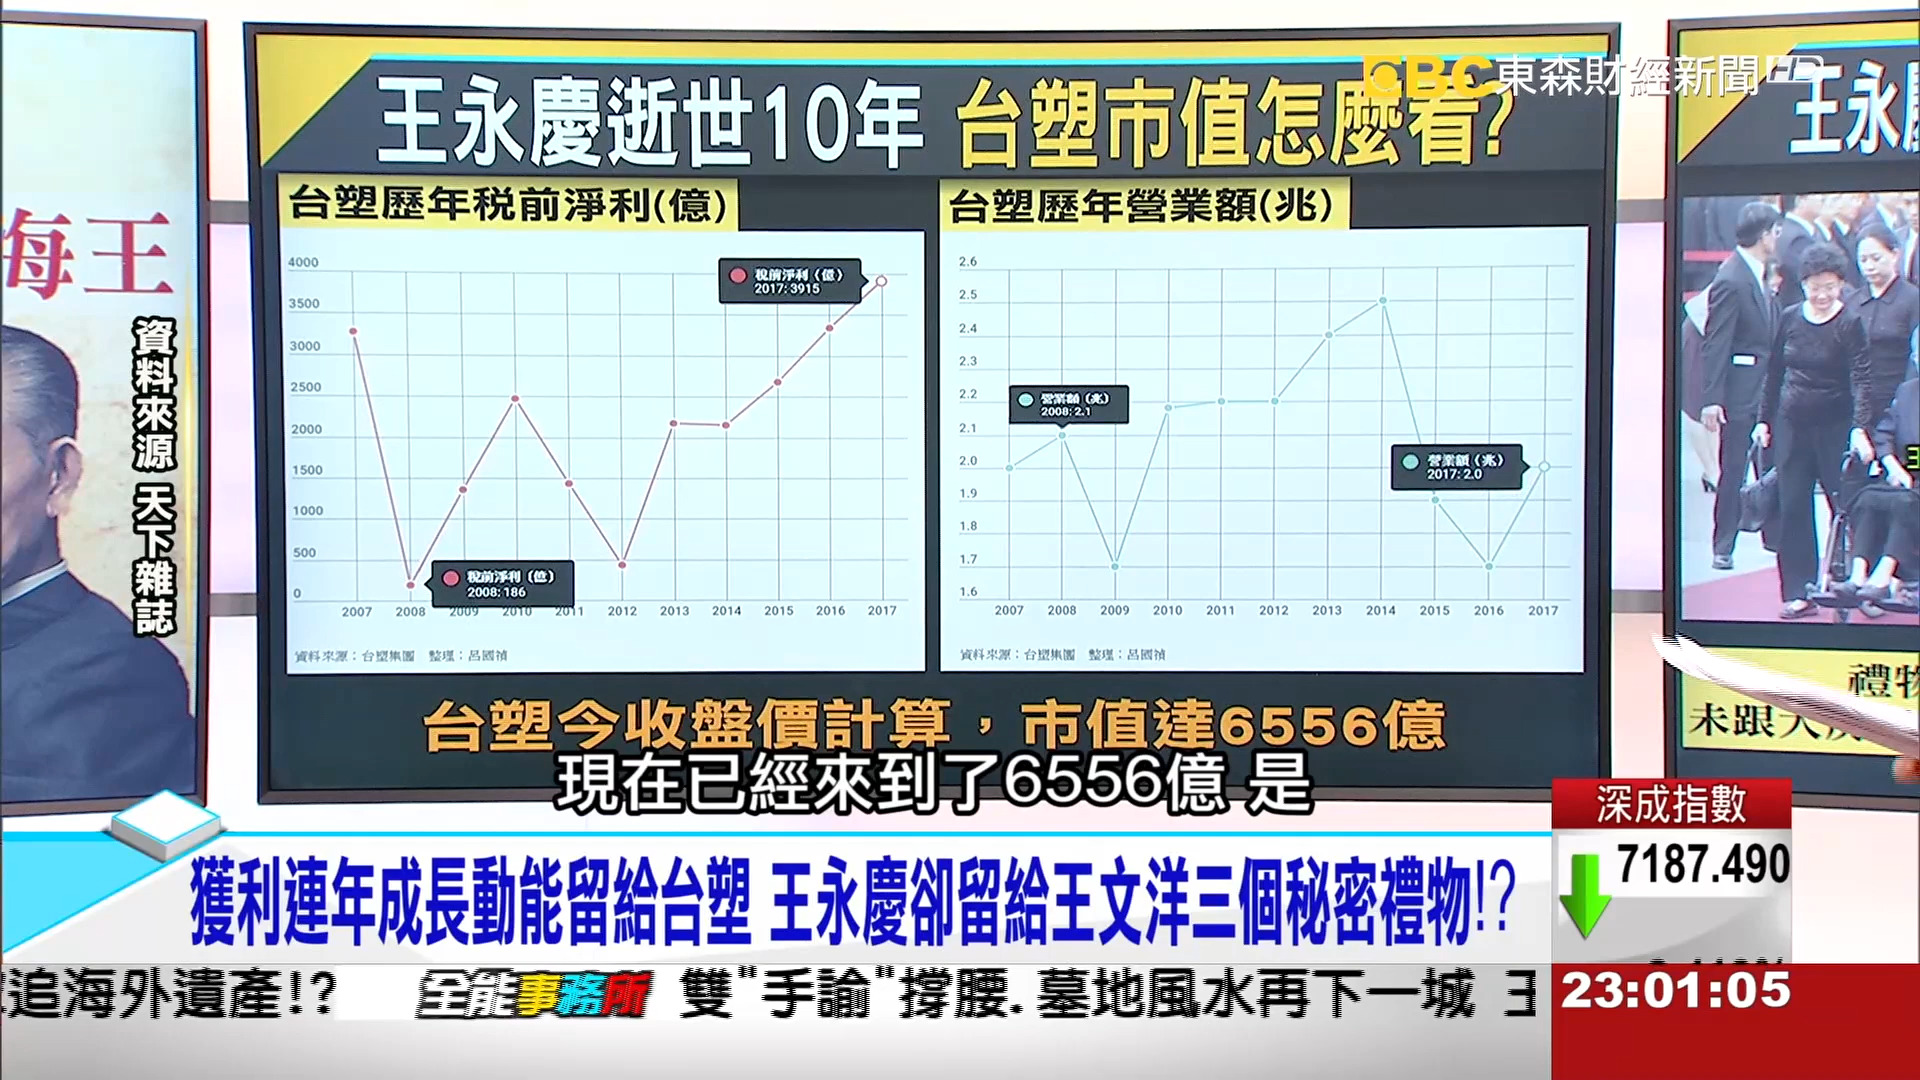 王永慶逝世10年 台塑市值怎麼看?
EBC東森財經新聞HD
王永
台塑歷年稅前淨利(億)
台塑歷年營業額(兆)
海王
資料來源 天下雜誌
4000
3500
3000
2500
2000
1500
1000
500
0
稅前淨利(億)
2017: 3915
稅前淨利(億)
2008: 186
2007 2008 2009 2010 2011 2012 2013 2014 2015 2016 2017
資料來源：台塑集團 整理：呂國禎
2.6
2.5
2.4
2.3
2.2
2.1
2.0
1.9
1.8
1.7
1.6
營業額(兆)
2008: 2.1
營業額(兆)
2017: 2.0
2007 2008 2009 2010 2011 2012 2013 2014 2015 2016 2017
資料來源：台塑集團 整理：呂國禎
禮物
未跟大
台塑今收盤價計算，市值達6556億
現在已經來到了6556億 是
深成指數
7187.490
獲利連年成長動能留給台塑 王永慶卻留給王文洋三個秘密禮物!?
追海外遺產!? 全能事務所 雙"手諭"撐腰.墓地風水再下一城 王
23:01:05